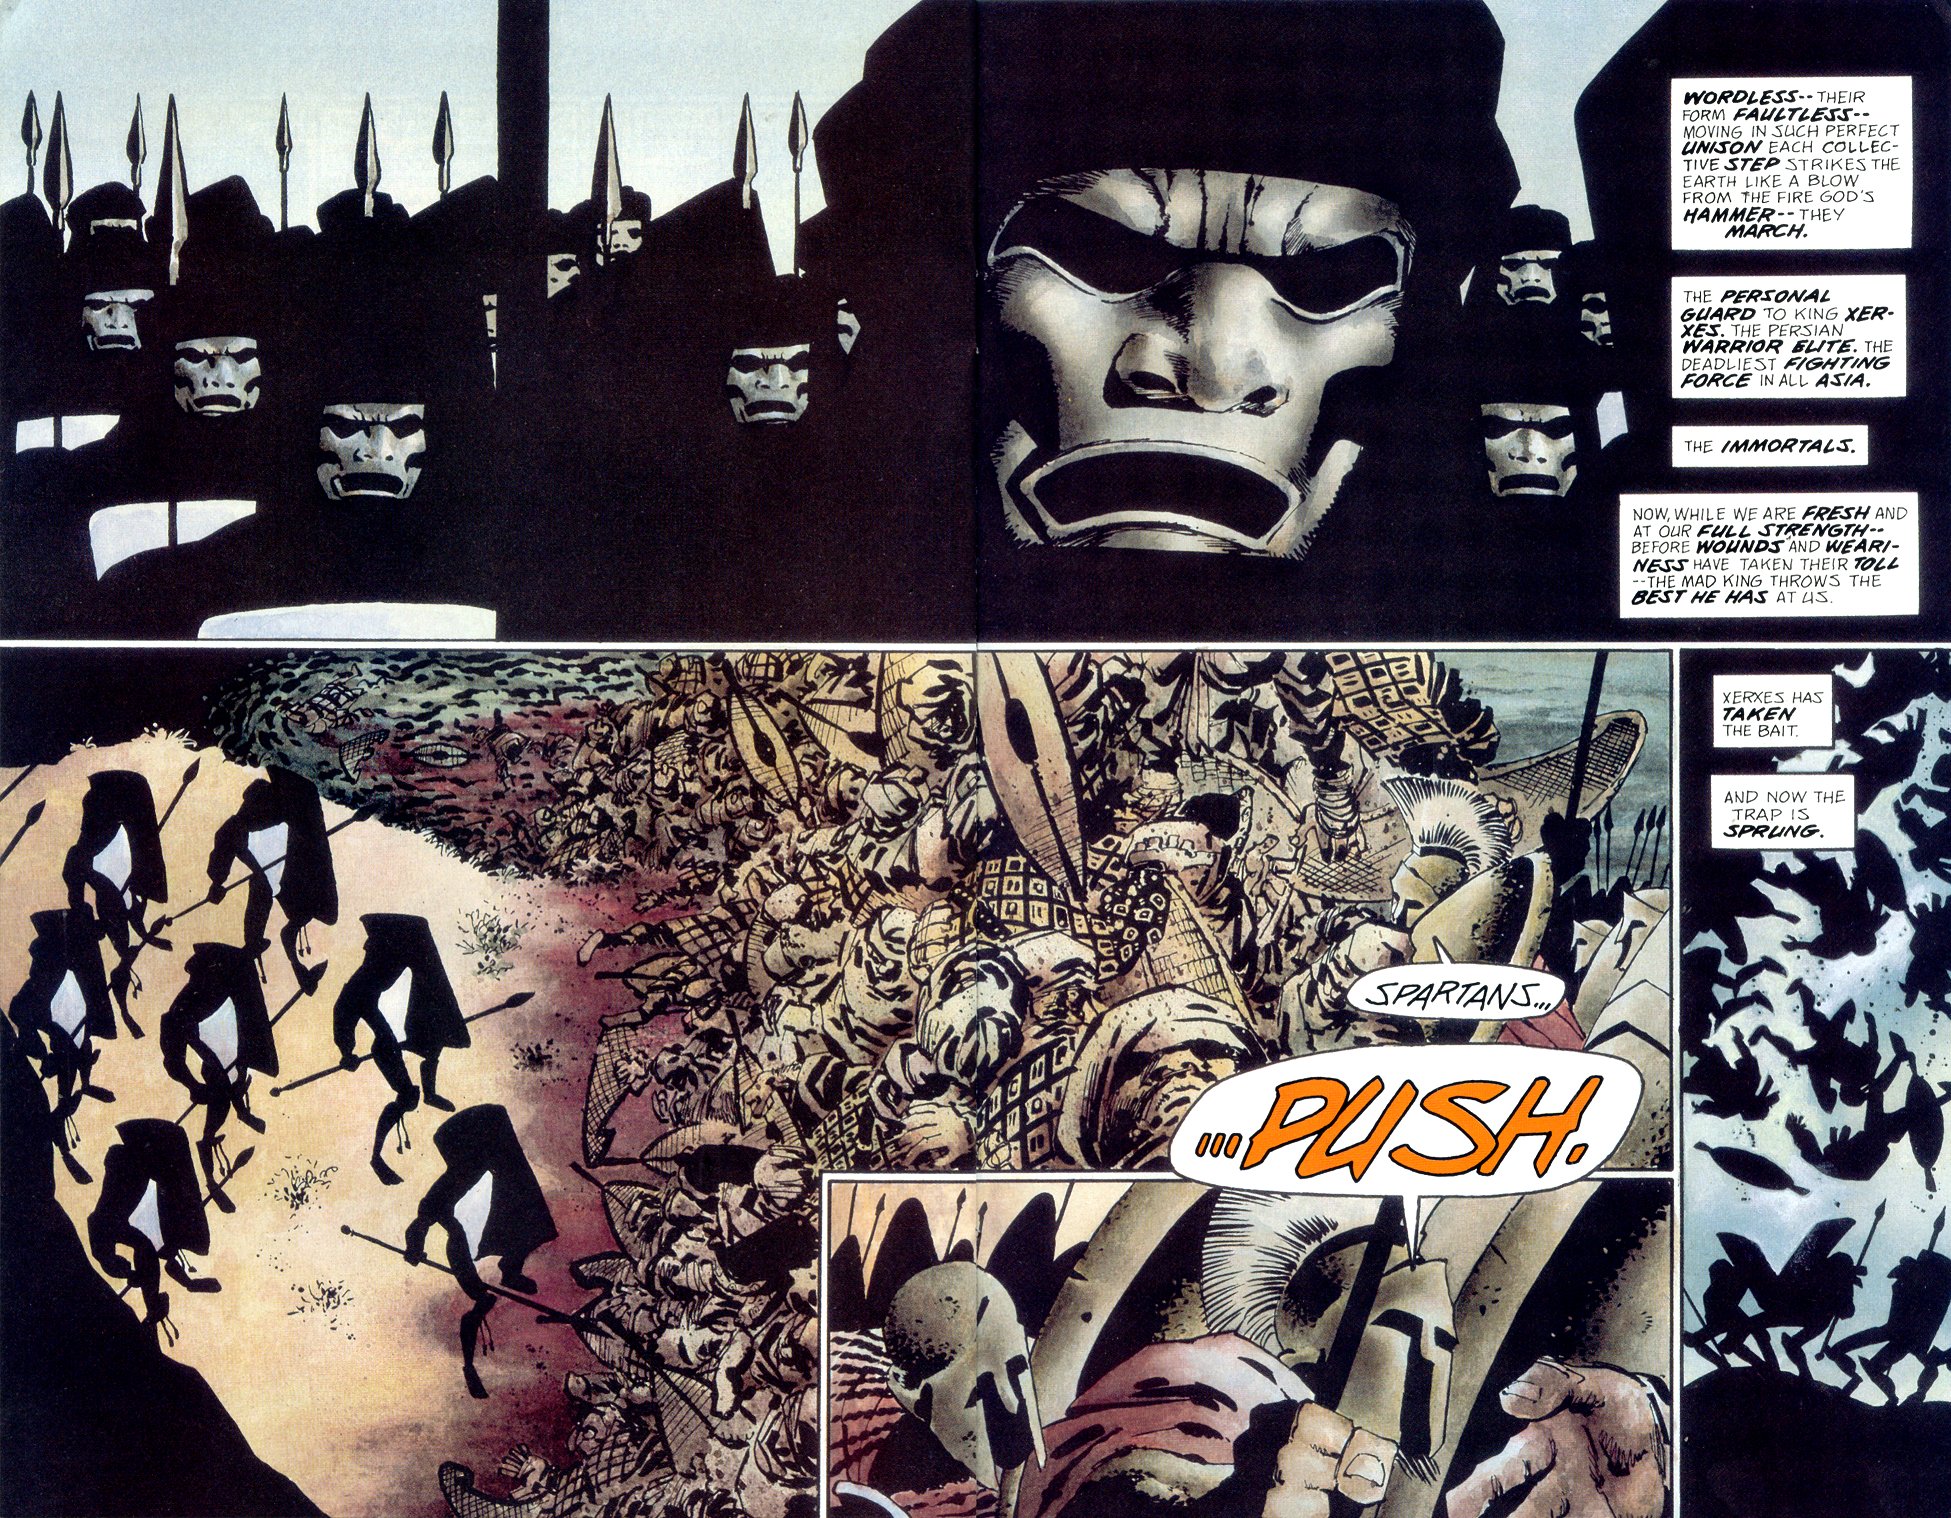 WORDLESS-- THEIR
FORM FAULTLESS--
MOVING IN SUCH PERFECT
UNISON EACH COLLEC-
TIVE STEP STRIKES THE
EARTH LIKE A BLOW
FROM THE FIRE GOD'S
HAMMER-- THEY
MARCH.
THE PERSONAL
GUARD TO KING XER-
XES. THE PERSIAN
WARRIOR ELITE. THE
DEADLIEST FIGHTING
FORCE IN ALL ASIA.
THE IMMORTALS.
NOW, WHILE WE ARE FRESH AND
AT OUR FULL STRENGTH--
BEFORE WOUNDS AND WEARI-
NESS HAVE TAKEN THEIR TOLL
--THE MAD KING THROWS THE
BEST HE HAS AT US.
SPARTANS...
...PUSH.
XERXES HAS
TAKEN
THE BAIT.
AND NOW THE
TRAP IS
SPRUNG.